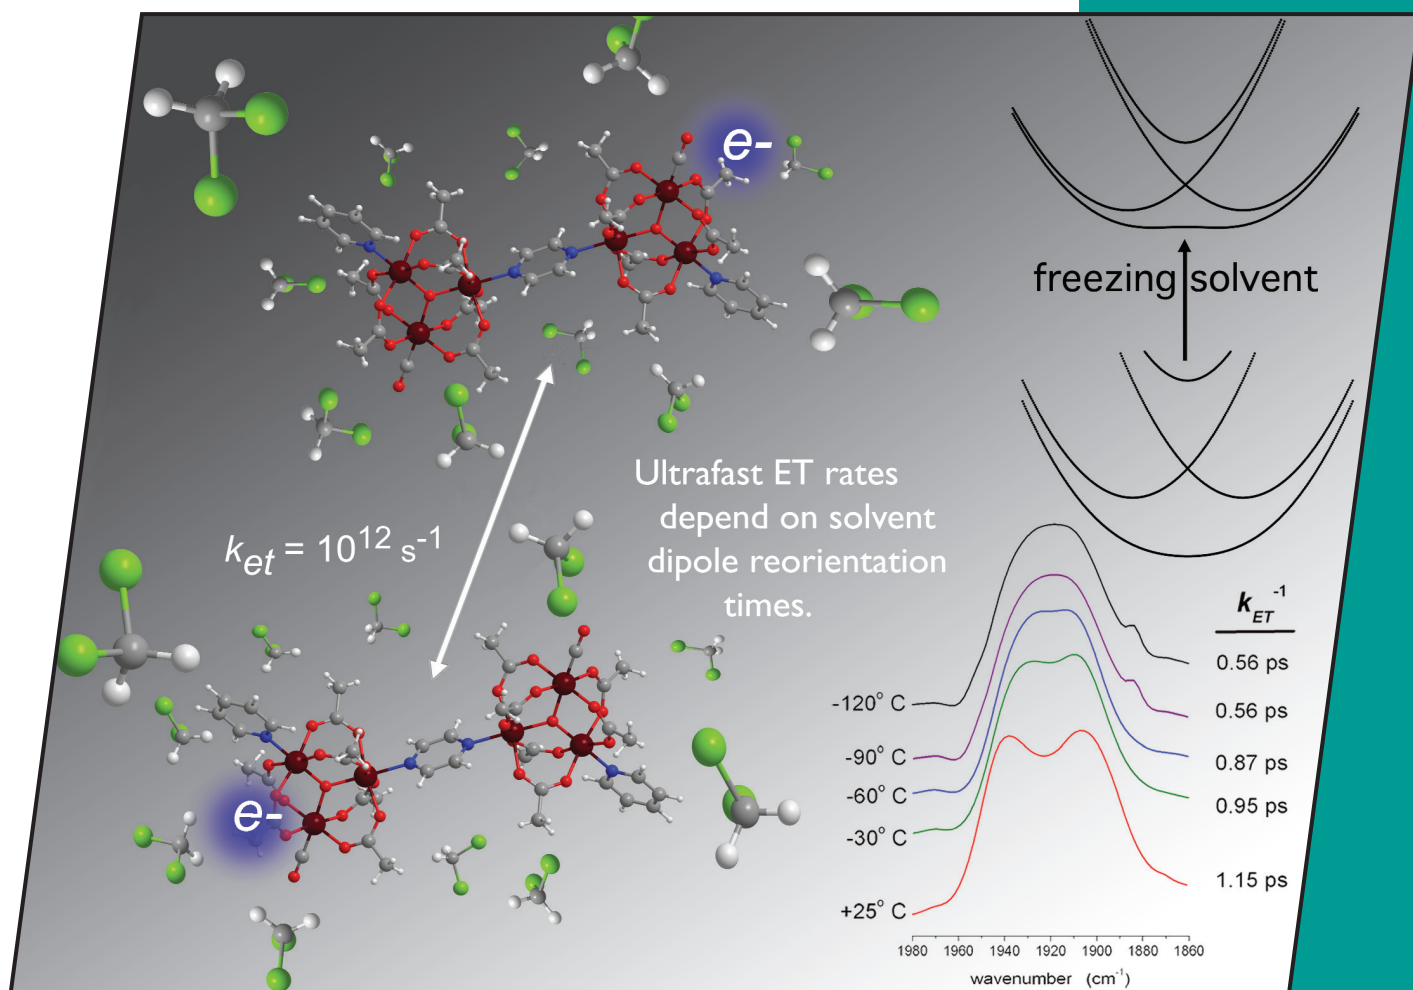 e-
freezing solvent
Ultrafast ET rates
depend on solvent
dipole reorientation
times.
k_et = 10^12 s^-1
e-
k_ET^-1
-120° C 0.56 ps
-90° C 0.56 ps
-60° C 0.87 ps
-30° C 0.95 ps
+25° C 1.15 ps
1980 1960 1940 1920 1900 1880 1860
wavenumber (cm^-1)